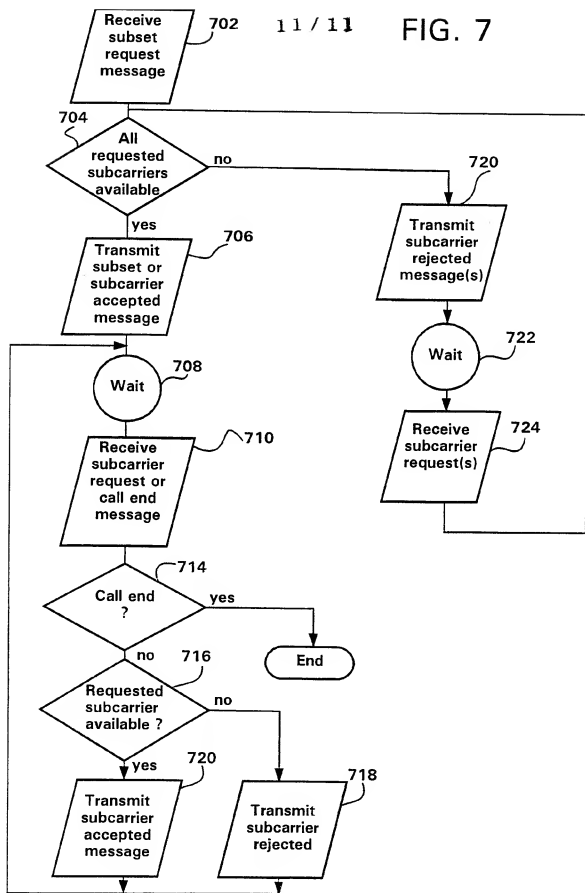 11/11
FIG. 7
Receive
subset
request
message
702
704
All
requested
subcarriers
available
no
yes
706
Transmit
subset or
subcarrier
accepted
message
720
Transmit
subcarrier
rejected
message(s)
Wait
708
Wait
722
710
Receive
subcarrier
request or
call end
message
Receive
subcarrier
request(s)
724
714
Call end
?
yes
End
no
716
Requested
subcarrier
available ?
no
yes
720
Transmit
subcarrier
accepted
message
718
Transmit
subcarrier
rejected